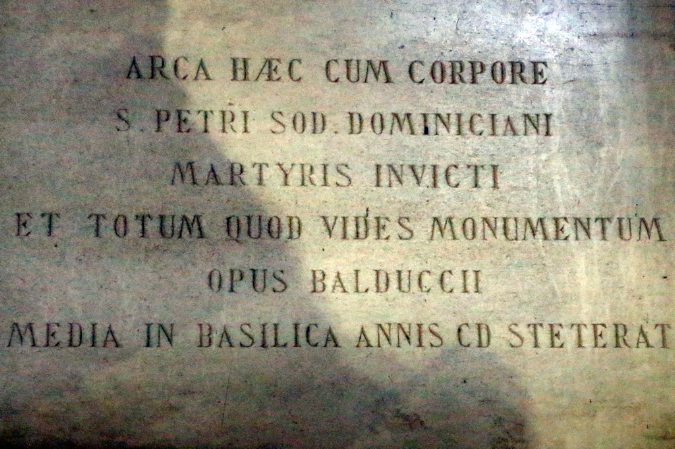 ARCA HÆC CUM CORPORE
S. PETRI SOD. DOMINICIANI
MARTYRIS INVICTI
ET TOTUM QUOD VIDES MONUMENTUM
OPUS BALDUCCII
MEDIA IN BASILICA ANNIS CD STETERAT